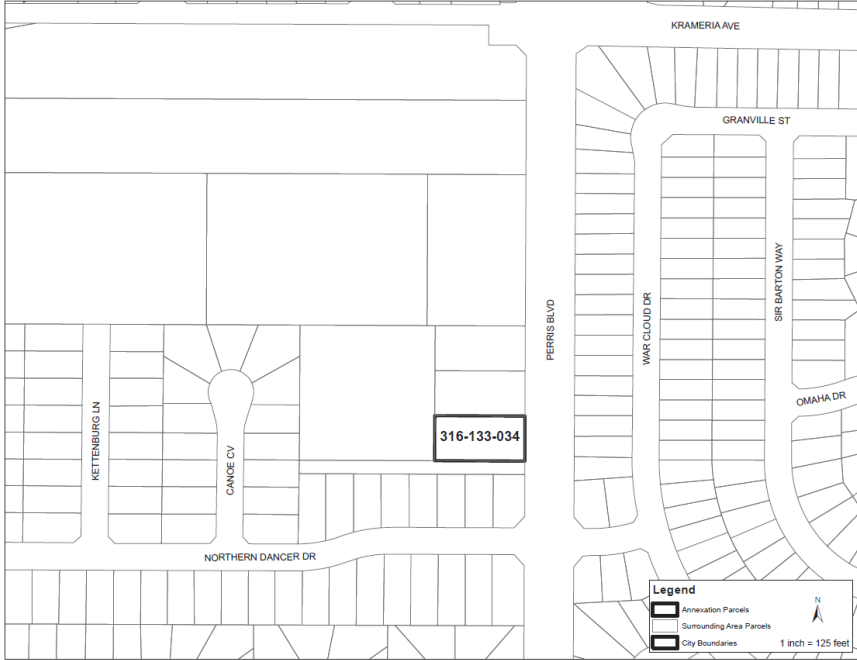 KRAMERIA AVE
GRANVILLE ST
PERRIS BLVD
WAR CLOUD DR
SIR BARTON WAY
OMAHA DR
316-133-034
KETTENBURG LN
CANOE CV
NORTHERN DANCER DR
Legend
Annexation Parcels
Surrounding Area Parcels
City Boundaries
N
1 inch = 125 feet